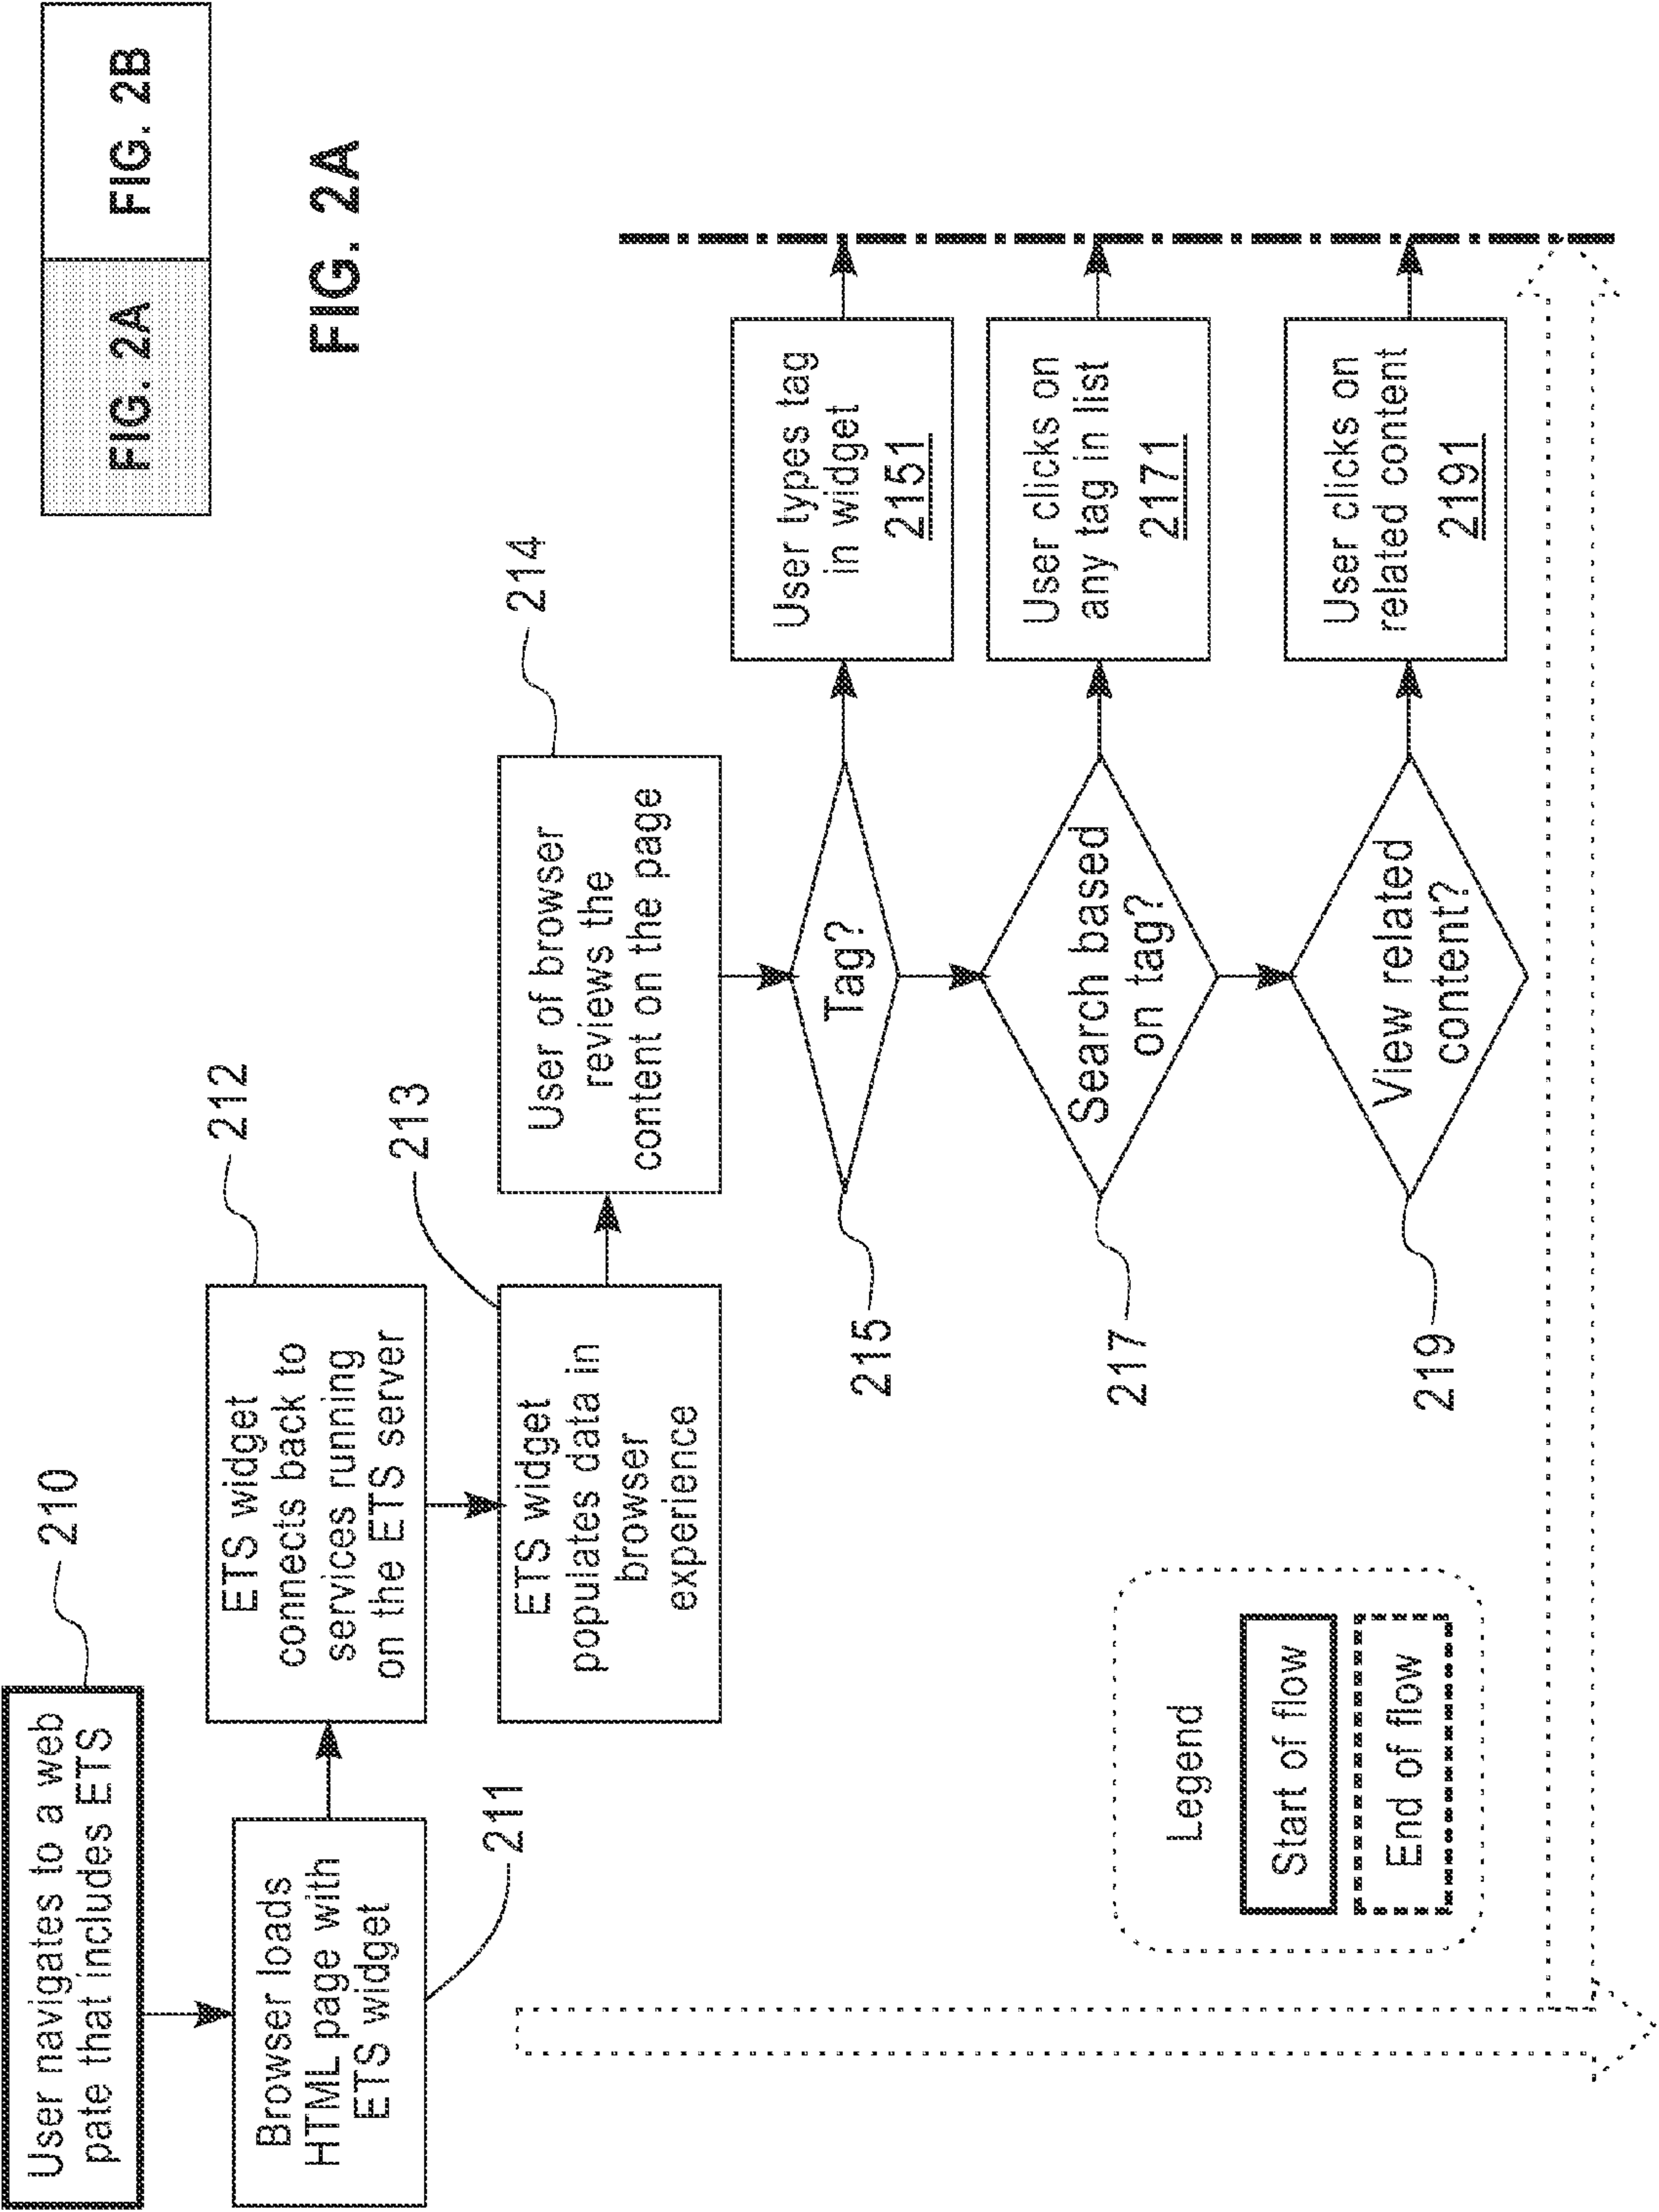 FIG. 2A
FIG. 2B
FIG. 2A
User navigates to a web
pate that includes ETS
210
Browser loads
HTML page with
ETS widget
211
ETS widget
connects back to
services running
on the ETS server
212
ETS widget
populates data in
browser
experience
213
User of browser
reviews the
content on the page
214
Tag?
215
User types tag
in widget
2151
Search based
on tag?
217
User clicks on
any tag in list
2171
View related
content?
219
User clicks on
related content
2191
Legend
Start of flow
End of flow